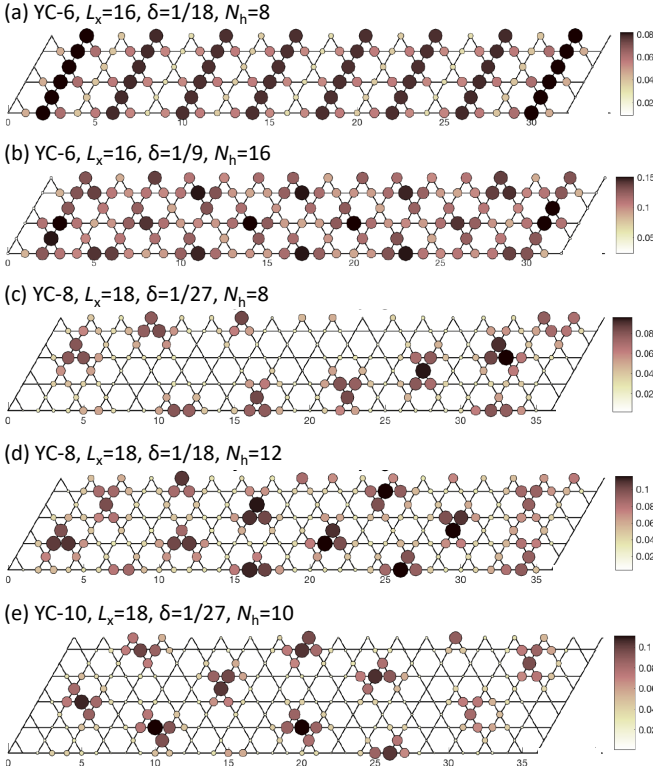 (a) YC-6, Lx=16, δ=1/18, Nh=8
0.08
0.06
0.04
0.02
0 5 10 15 20 25 30
(b) YC-6, Lx=16, δ=1/9, Nh=16
0.15
0.1
0.05
0 5 10 15 20 25 30
(c) YC-8, Lx=18, δ=1/27, Nh=8
0.08
0.06
0.04
0.02
0 5 10 15 20 25 30 35
(d) YC-8, Lx=18, δ=1/18, Nh=12
0.1
0.08
0.06
0.04
0.02
0 5 10 15 20 25 30 35
(e) YC-10, Lx=18, δ=1/27, Nh=10
0.1
0.08
0.06
0.04
0.02
0 5 10 15 20 25 30 35